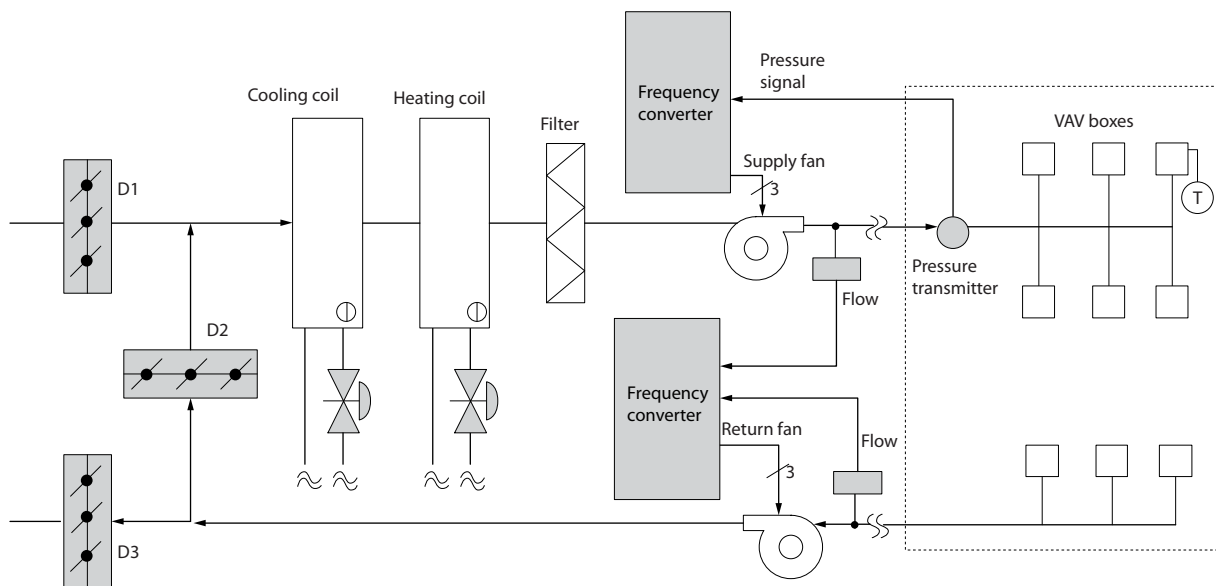 Pressure
signal
Cooling coil
Heating coil
Frequency
converter
Filter
VAV boxes
D1
Supply fan
3
T
Pressure
transmitter
Flow
D2
Frequency
converter
Return fan
Flow
3
D3